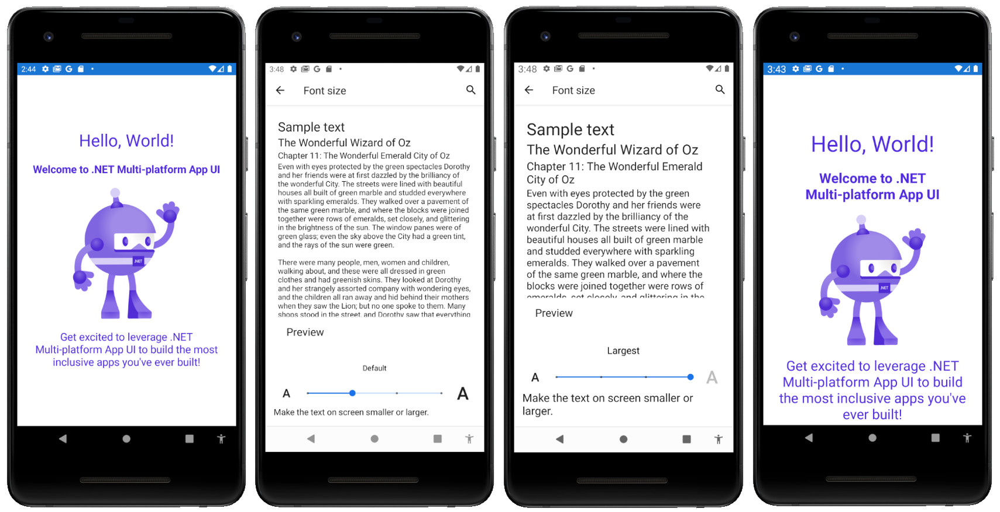 2:44
Hello, World!
Welcome to .NET Multi-platform App UI
.NET
Get excited to leverage .NET
Multi-platform App UI to build the most
inclusive apps you've ever built!
3:48
Font size
Sample text
The Wonderful Wizard of Oz
Chapter 11: The Wonderful Emerald City of Oz
Even with eyes protected by the green spectacles Dorothy
and her friends were at first dazzled by the brilliancy of
the wonderful City. The streets were lined with beautiful
houses all built of green marble and studded everywhere
with sparkling emeralds. They walked over a pavement of
the same green marble, and where the blocks were joined
together were rows of emeralds, set closely, and glittering
in the brightness of the sun. The window panes were of
green glass; even the sky above the City had a green tint,
and the rays of the sun were green.
There were many people, men, women and children,
walking about, and these were all dressed in green
clothes and had greenish skins. They looked at Dorothy
and her strangely assorted company with wondering eyes,
and the children all ran away and hid behind their mothers
when they saw the Lion; but no one spoke to them. Many
shops stood in the street, and Dorothy saw that everything
Preview
Default
A A
Make the text on screen smaller or larger.
3:48
Font size
Sample text
The Wonderful Wizard of Oz
Chapter 11: The Wonderful Emerald
City of Oz
Even with eyes protected by the green
spectacles Dorothy and her friends were
at first dazzled by the brilliancy of the
wonderful City. The streets were lined with
beautiful houses all built of green marble
and studded everywhere with sparkling
emeralds. They walked over a pavement
of the same green marble, and where the
blocks were joined together were rows of
emeralds, set closely, and glittering in the
Preview
Largest
A A
Make the text on screen smaller or
larger.
3:43
Hello, World!
Welcome to .NET
Multi-platform App UI
.NET
Get excited to leverage .NET
Multi-platform App UI to build
the most inclusive apps you've
ever built!